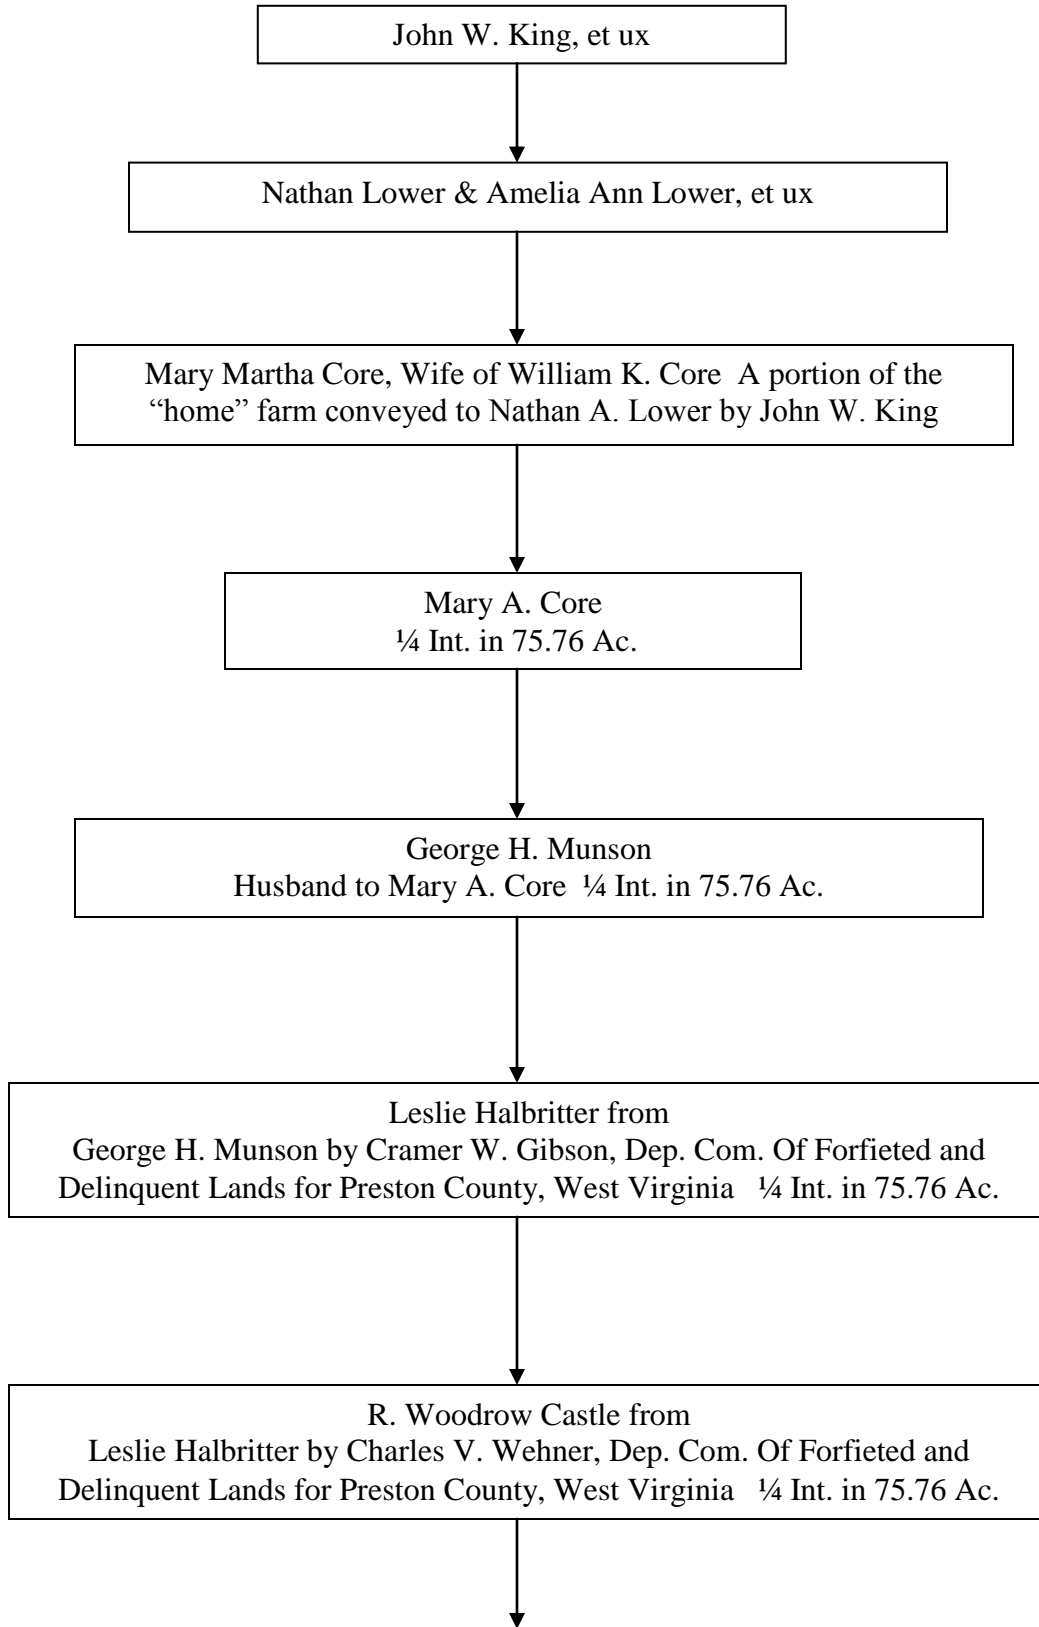 John W. King, et ux
Nathan Lower & Amelia Ann Lower, et ux
Mary Martha Core, Wife of William K. Core  A portion of the
“home” farm conveyed to Nathan A. Lower by John W. King
Mary A. Core
¼ Int. in 75.76 Ac.
George H. Munson
Husband to Mary A. Core  ¼ Int. in 75.76 Ac.
Leslie Halbritter from
George H. Munson by Cramer W. Gibson, Dep. Com. Of Forfieted and
Delinquent Lands for Preston County, West Virginia   ¼ Int. in 75.76 Ac.
R. Woodrow Castle from
Leslie Halbritter by Charles V. Wehner, Dep. Com. Of Forfieted and
Delinquent Lands for Preston County, West Virginia   ¼ Int. in 75.76 Ac.